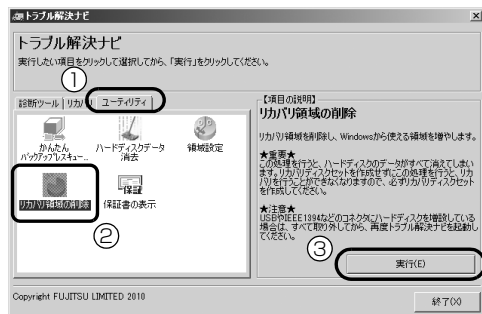 トラブル解決ナビ
トラブル解決ナビ
実行したい項目をクリックして選択してから、「実行」をクリックしてください。
①
診断ツール
リカバリ
ユーティリティ
かんたん
バックアップレスキュー...
ハードディスクデータ
消去
領域設定
リカバリ領域の削除
保証
保証書の表示
②
【項目の説明】
リカバリ領域の削除
リカバリ領域を削除し、Windowsから使える領域を増やします。
★重要★
この処理を行うと、ハードディスクのデータがすべて消えてしまい
ます。リカバリディスクセットを作成せずにこの処理を行うと、リカ
バリを行うことができなくなりますので、必ずリカバリディスクセット
を作成してください。
★注意★
USBやIEEE1394などのコネクタにハードディスクを増設している
場合は、すべて取り外してから、再度トラブル解決ナビを起動し
てください。
③
実行(E)
Copyright FUJITSU LIMITED 2010
終了(X)